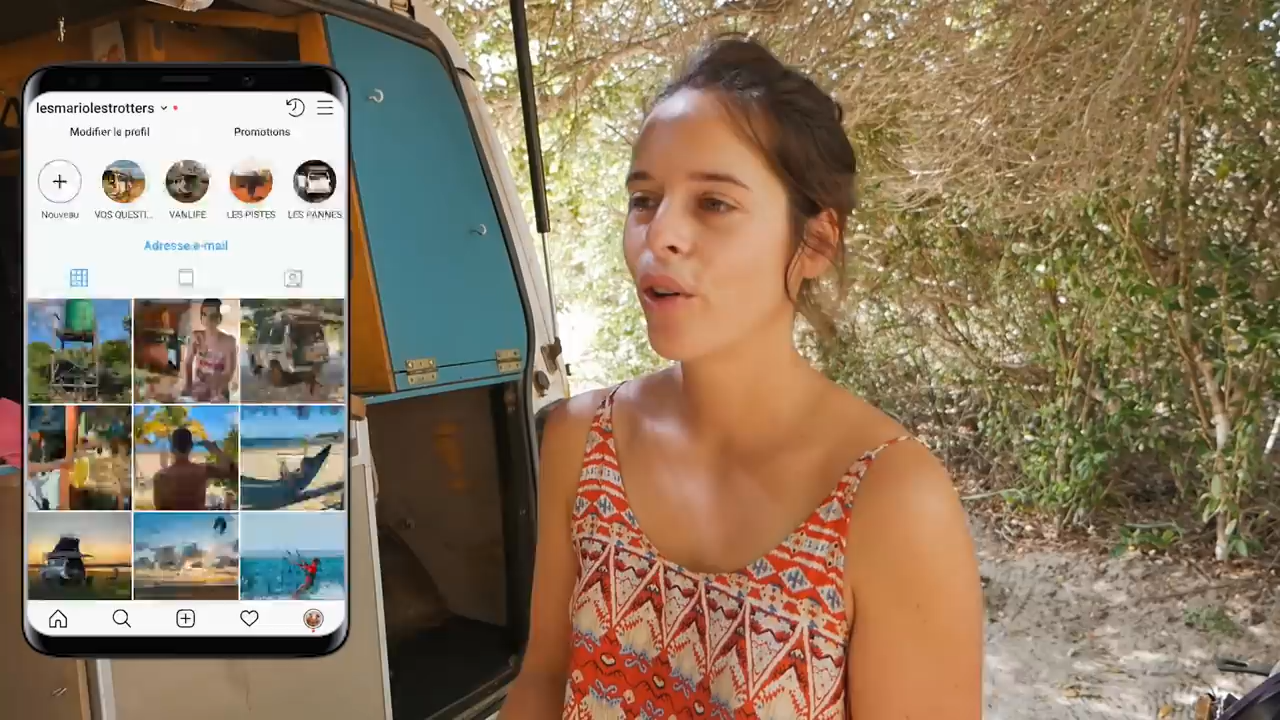 lesmariolestrotters
Modifier le profil Promotions
Nouveau VOS QUESTI... VANLIFE LES PISTES LES PANNES
Adresse e-mail